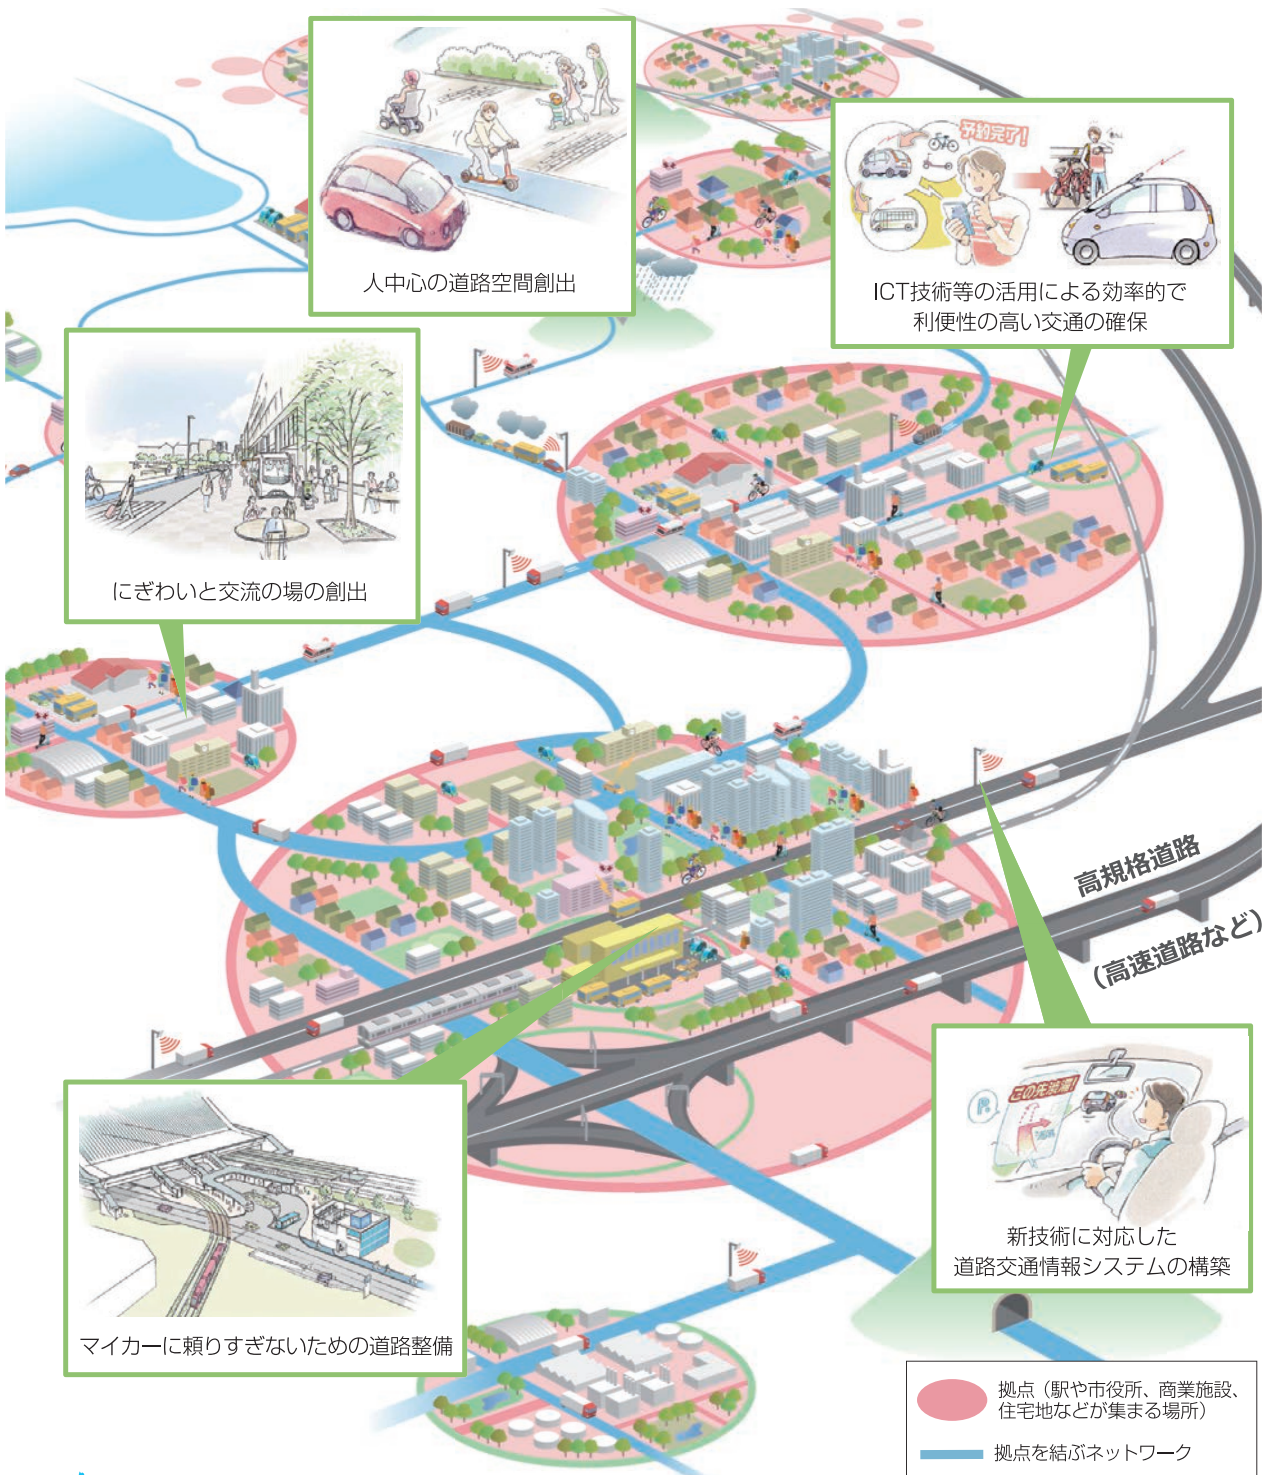 人中心の道路空間創出
予約完了!
ICT技術等の活用による効率的で
利便性の高い交通の確保
にぎわいと交流の場の創出
高規格道路
(高速道路など)
この先渋滞!
P.
新技術に対応した
道路交通情報システムの構築
マイカーに頼りすぎないための道路整備
拠点(駅や市役所、商業施設、
住宅地などが集まる場所)
拠点を結ぶネットワーク